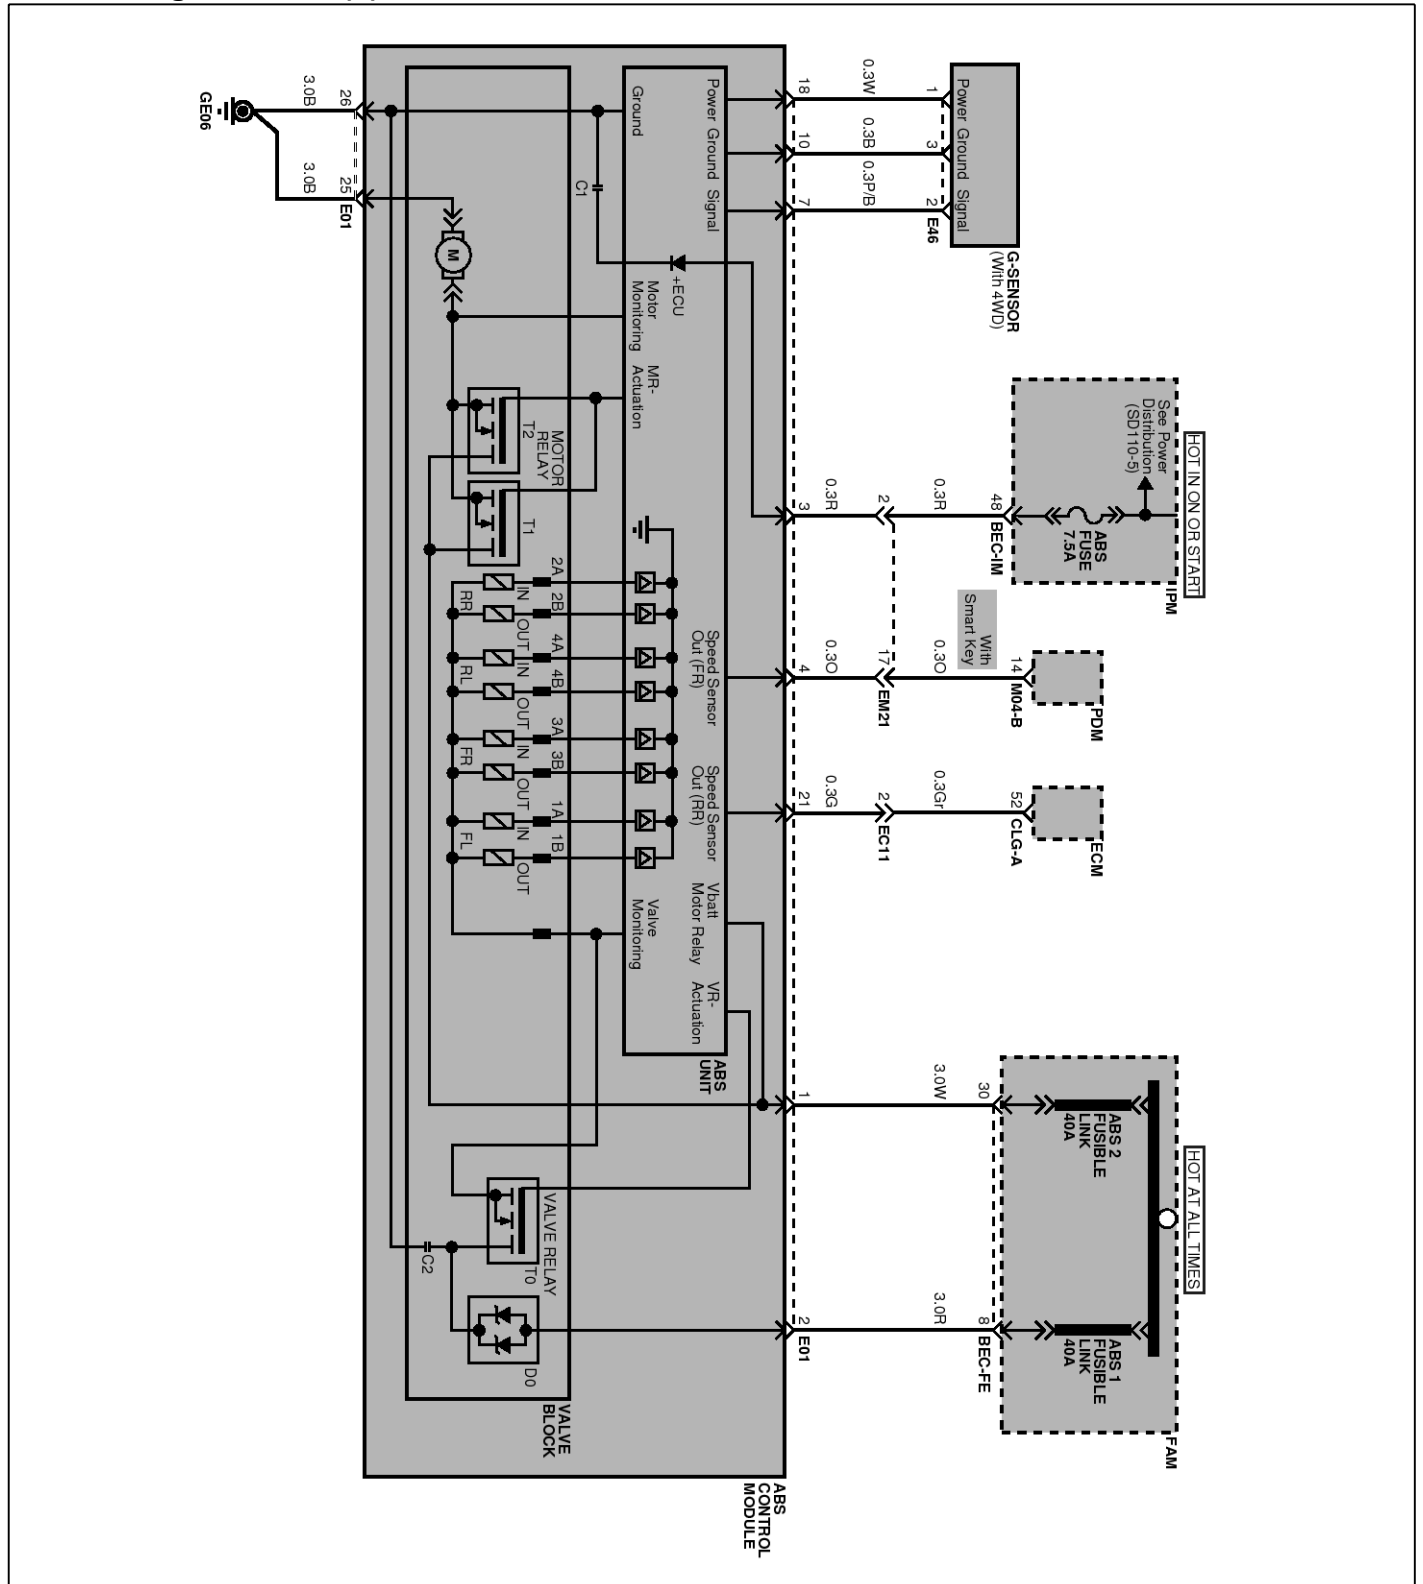 HOT AT ALL TIMES
FAM
ABS 2
FUSIBLE
LINK
40A
ABS 1
FUSIBLE
LINK
40A
30
8
BEC-FE
3.0W
3.0R
1
2
E01
HOT IN ON OR START
IPM
See Power
Distribution
(SD110-5)
ABS
FUSE
7.5A
48
BEC-IM
0.3R
2
0.3R
3
PDM
With
Smart Key
14
M04-B
0.3O
17
EM21
0.3O
4
ECM
52
CLG-A
0.3Gr
2
EC11
0.3G
21
G-SENSOR
(With 4WD)
Power
Ground
Signal
1
3
2
E46
0.3W
0.3B
0.3P/B
18
10
7
Power
Ground
Signal
Speed Sensor
Out (FR)
Speed Sensor
Out (RR)
Vbatt
Motor Relay
VR-
Actuation
ABS
UNIT
+ECU
Ground
Motor
Monitoring
MR-
Actuation
Valve
Monitoring
C1
MOTOR
RELAY
T2
T1
2A
2B
4A
4B
3A
3B
1A
1B
IN
OUT
IN
OUT
IN
OUT
IN
OUT
RR
RL
FR
FL
M
VALVE RELAY
T0
C2
D0
VALVE
BLOCK
ABS
CONTROL
MODULE
26
25
E01
3.0B
3.0B
GE06